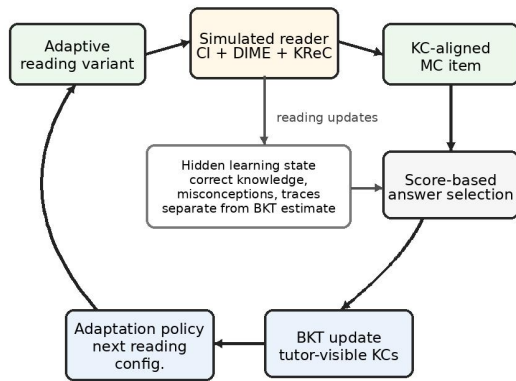 Adaptive
reading variant
Simulated reader
CI + DIME + KReC
KC-aligned
MC item
reading updates
Hidden learning state
correct knowledge,
misconceptions, traces
separate from BKT estimate
Score-based
answer selection
Adaptation policy
next reading
config.
BKT update
tutor-visible KCs